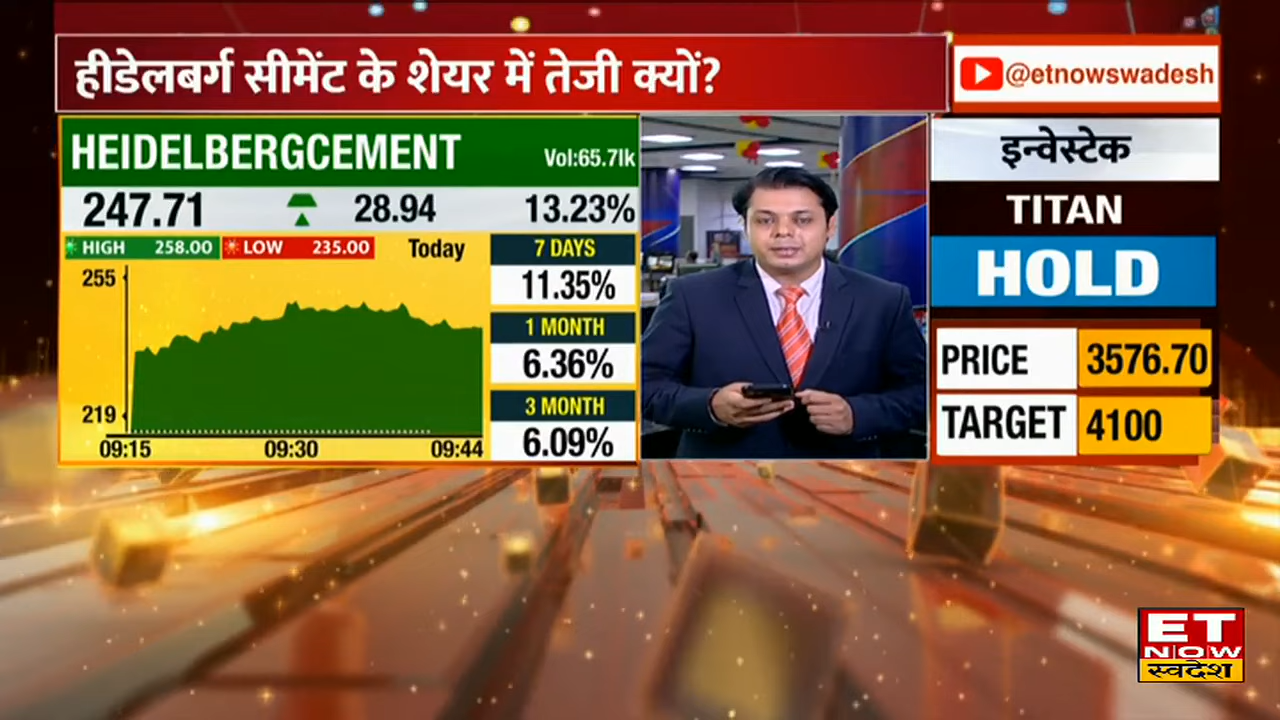 हीडेलबर्ग सीमेंट के शेयर में तेजी क्यों?
@etnowswadesh
HEIDELBERGCEMENT Vol:65.7lk
247.71 28.94 13.23%
HIGH 258.00 LOW 235.00 Today
255
219
09:15 09:30 09:44
7 DAYS
11.35%
1 MONTH
6.36%
3 MONTH
6.09%
इन्वेस्टेक
TITAN
HOLD
PRICE 3576.70
TARGET 4100
ET
NOW
स्वदेश